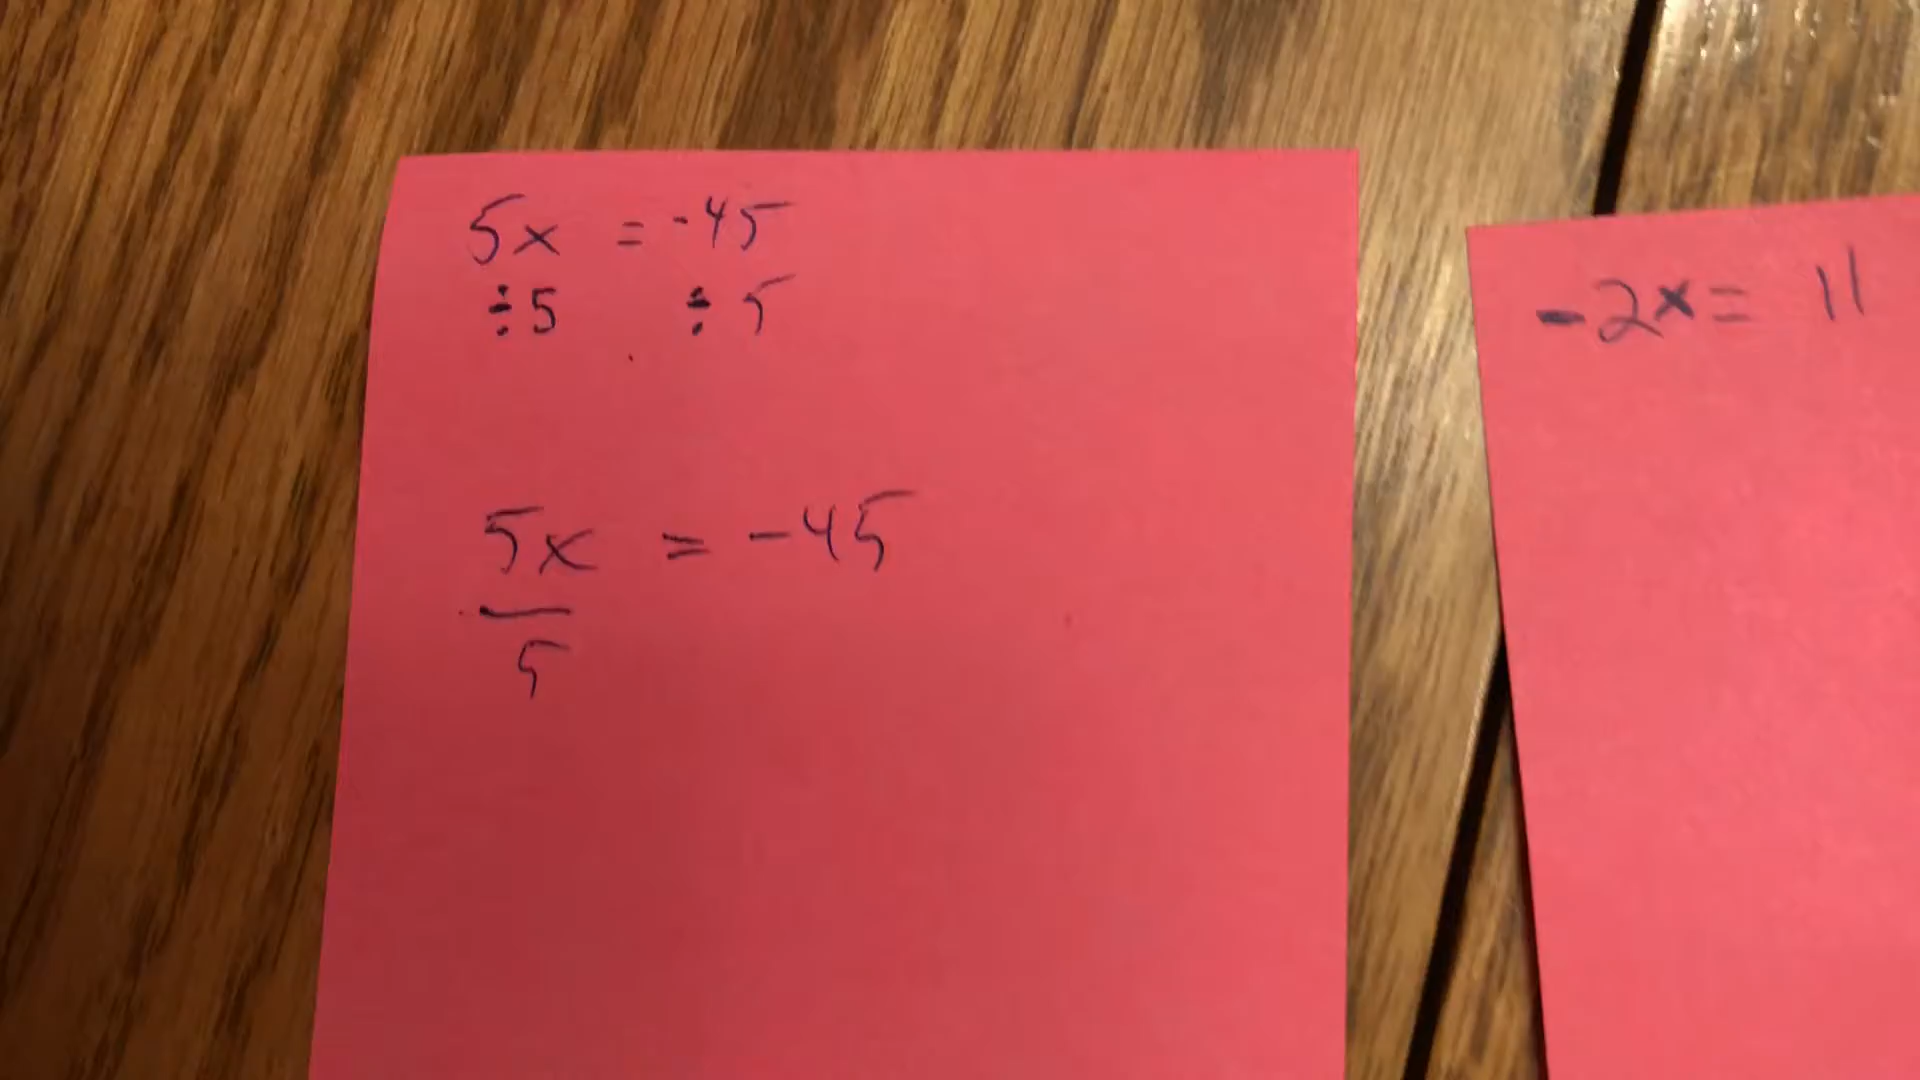 5x = -45
÷5 ÷5
5x = -45
5
-2x = 11